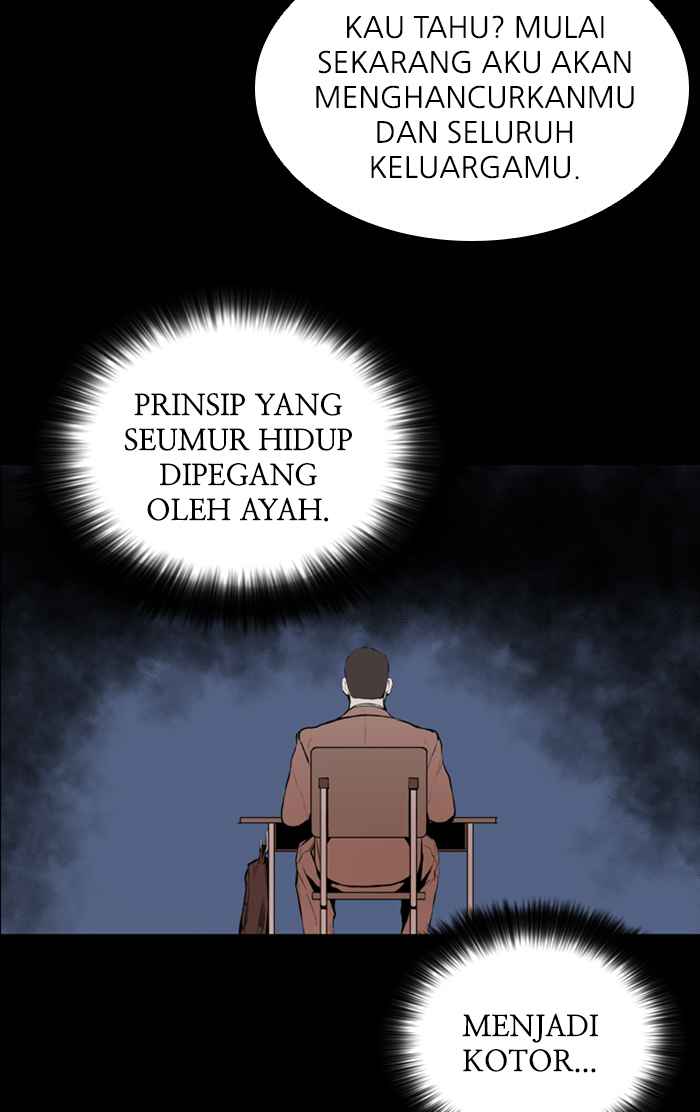 KAU TAHU? MULAI
SEKARANG AKU AKAN
MENGHANCURKANMU
DAN SELURUH
KELUARGAMU.
PRINSIP YANG
SEUMUR HIDUP
DIPEGANG
OLEH AYAH.
MENJADI
KOTOR...